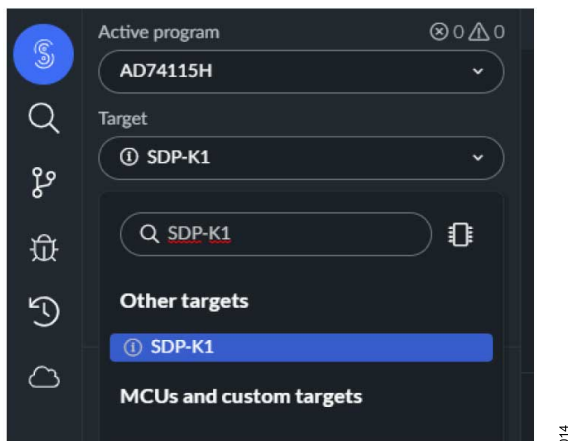 Active program
0 0
AD74115H
Target
SDP-K1
SDP-K1
Other targets
SDP-K1
MCUs and custom targets
014